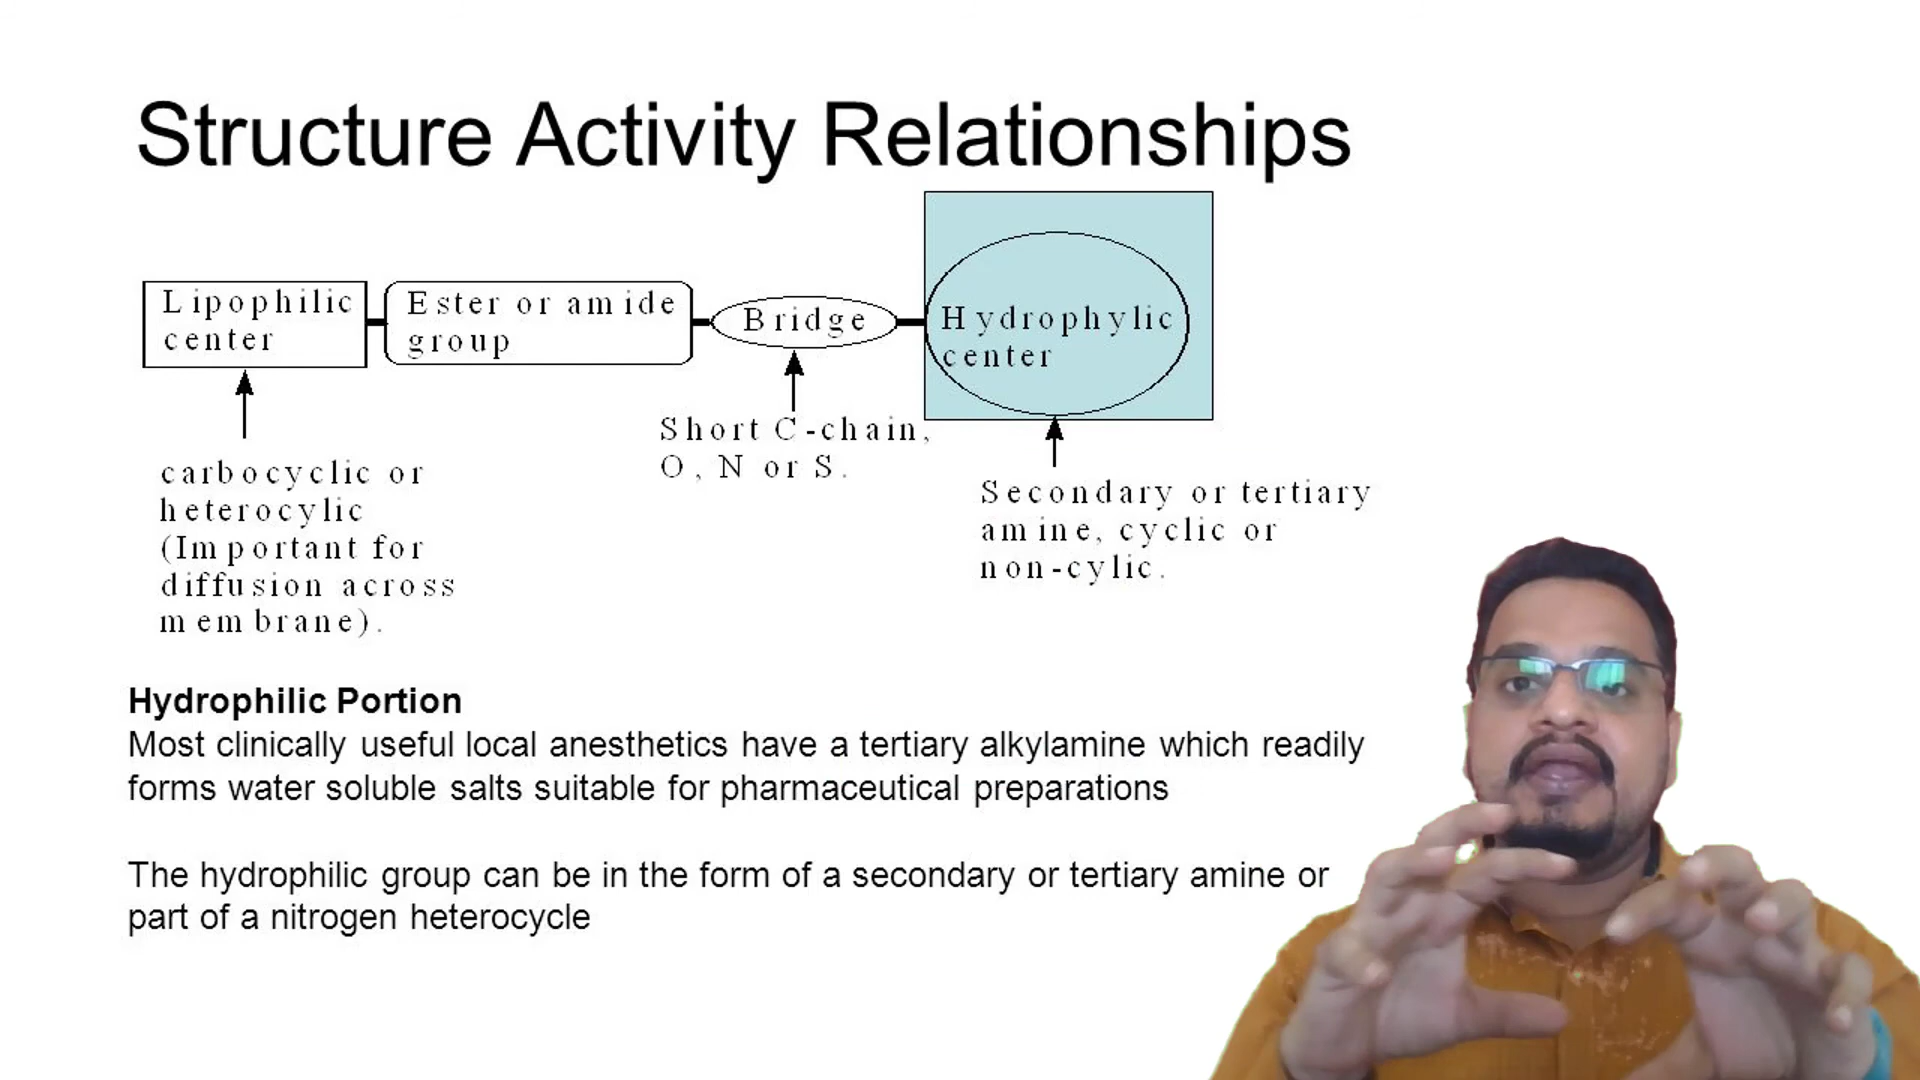 Structure Activity Relationships
Lipophilic
center
Ester or amide
group
Bridge
Hydrophylic
center
Short C-chain,
O, N or S.
carbocyclic or
heterocylic
(Important for
diffusion across
membrane).
Secondary or tertiary
amine, cyclic or
non-cylic.
Hydrophilic Portion
Most clinically useful local anesthetics have a tertiary alkylamine which readily
forms water soluble salts suitable for pharmaceutical preparations
The hydrophilic group can be in the form of a secondary or tertiary amine or
part of a nitrogen heterocycle